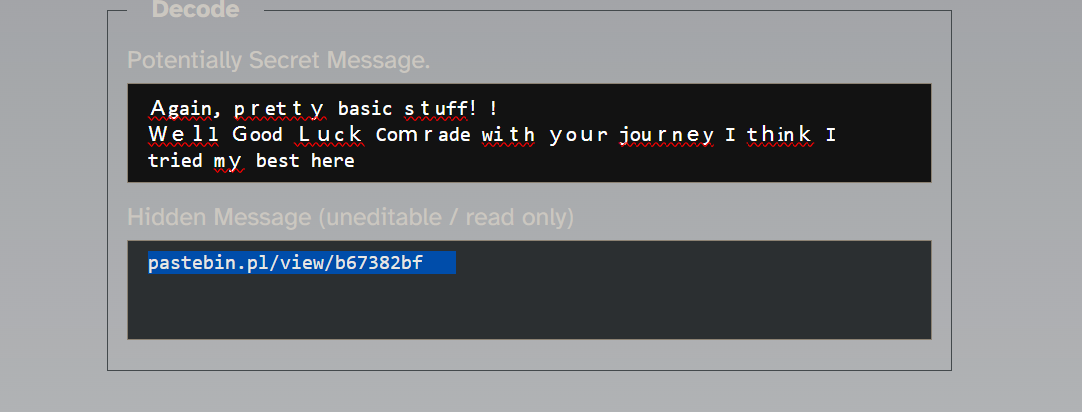 Decode
Potentially Secret Message.
Again, pretty basic stuff! !
Well Good Luck Comrade with your journey I think I
tried my best here
Hidden Message (uneditable / read only)
pastebin.pl/view/b67382bf